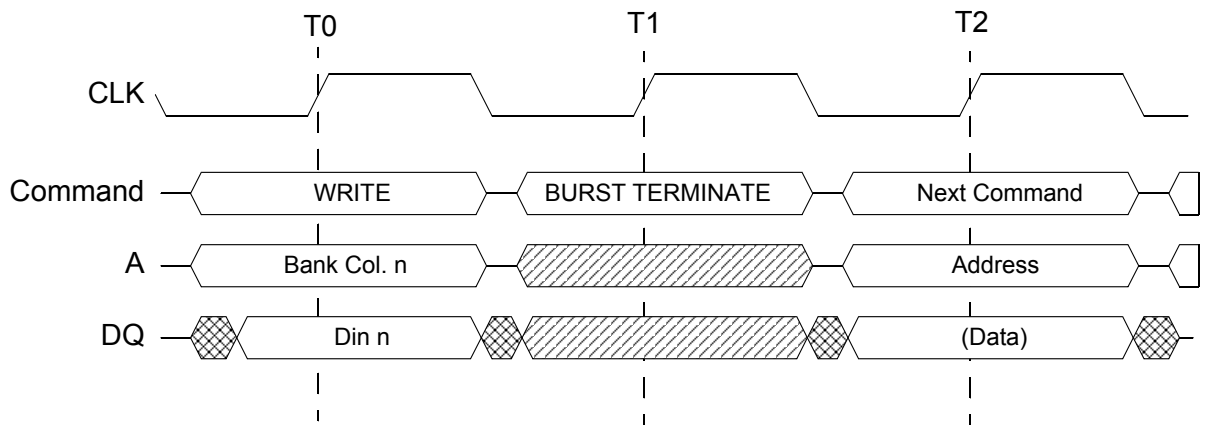 T0 T1 T2
CLK
Command WRITE BURST TERMINATE Next Command
A Bank Col. n Address
DQ Din n (Data)